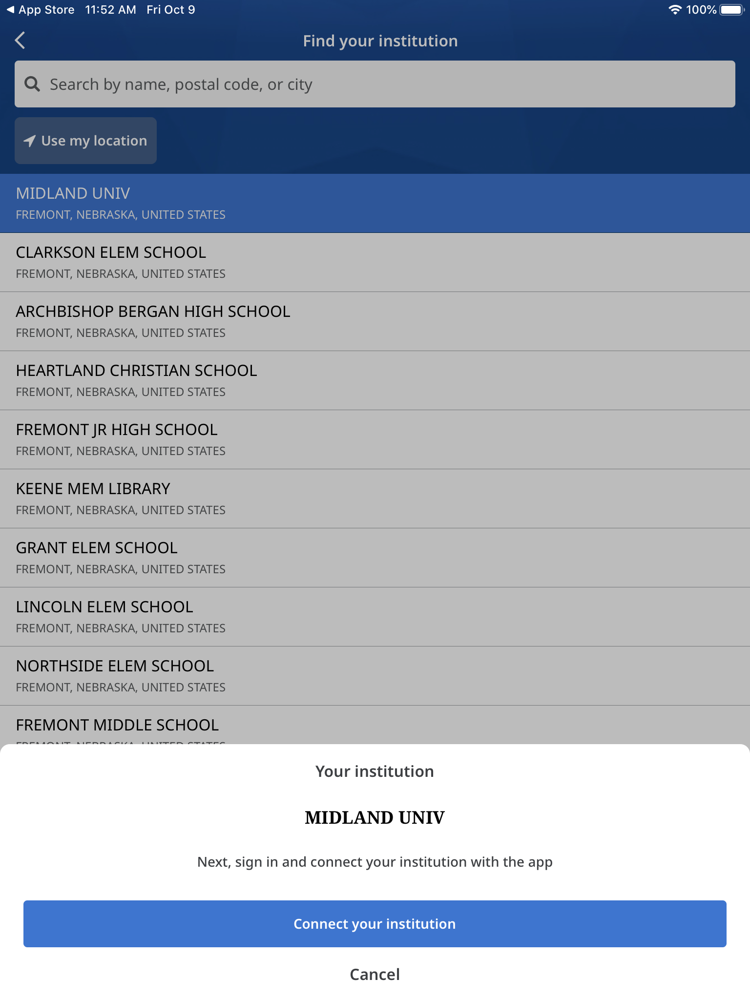 App Store 11:52 AM Fri Oct 9 100%
Find your institution
Search by name, postal code, or city
Use my location
MIDLAND UNIV
FREMONT, NEBRASKA, UNITED STATES
CLARKSON ELEM SCHOOL
FREMONT, NEBRASKA, UNITED STATES
ARCHBISHOP BERGAN HIGH SCHOOL
FREMONT, NEBRASKA, UNITED STATES
HEARTLAND CHRISTIAN SCHOOL
FREMONT, NEBRASKA, UNITED STATES
FREMONT JR HIGH SCHOOL
FREMONT, NEBRASKA, UNITED STATES
KEENE MEM LIBRARY
FREMONT, NEBRASKA, UNITED STATES
GRANT ELEM SCHOOL
FREMONT, NEBRASKA, UNITED STATES
LINCOLN ELEM SCHOOL
FREMONT, NEBRASKA, UNITED STATES
NORTHSIDE ELEM SCHOOL
FREMONT, NEBRASKA, UNITED STATES
FREMONT MIDDLE SCHOOL
FREMONT, NEBRASKA, UNITED STATES
Your institution
MIDLAND UNIV
Next, sign in and connect your institution with the app
Connect your institution
Cancel